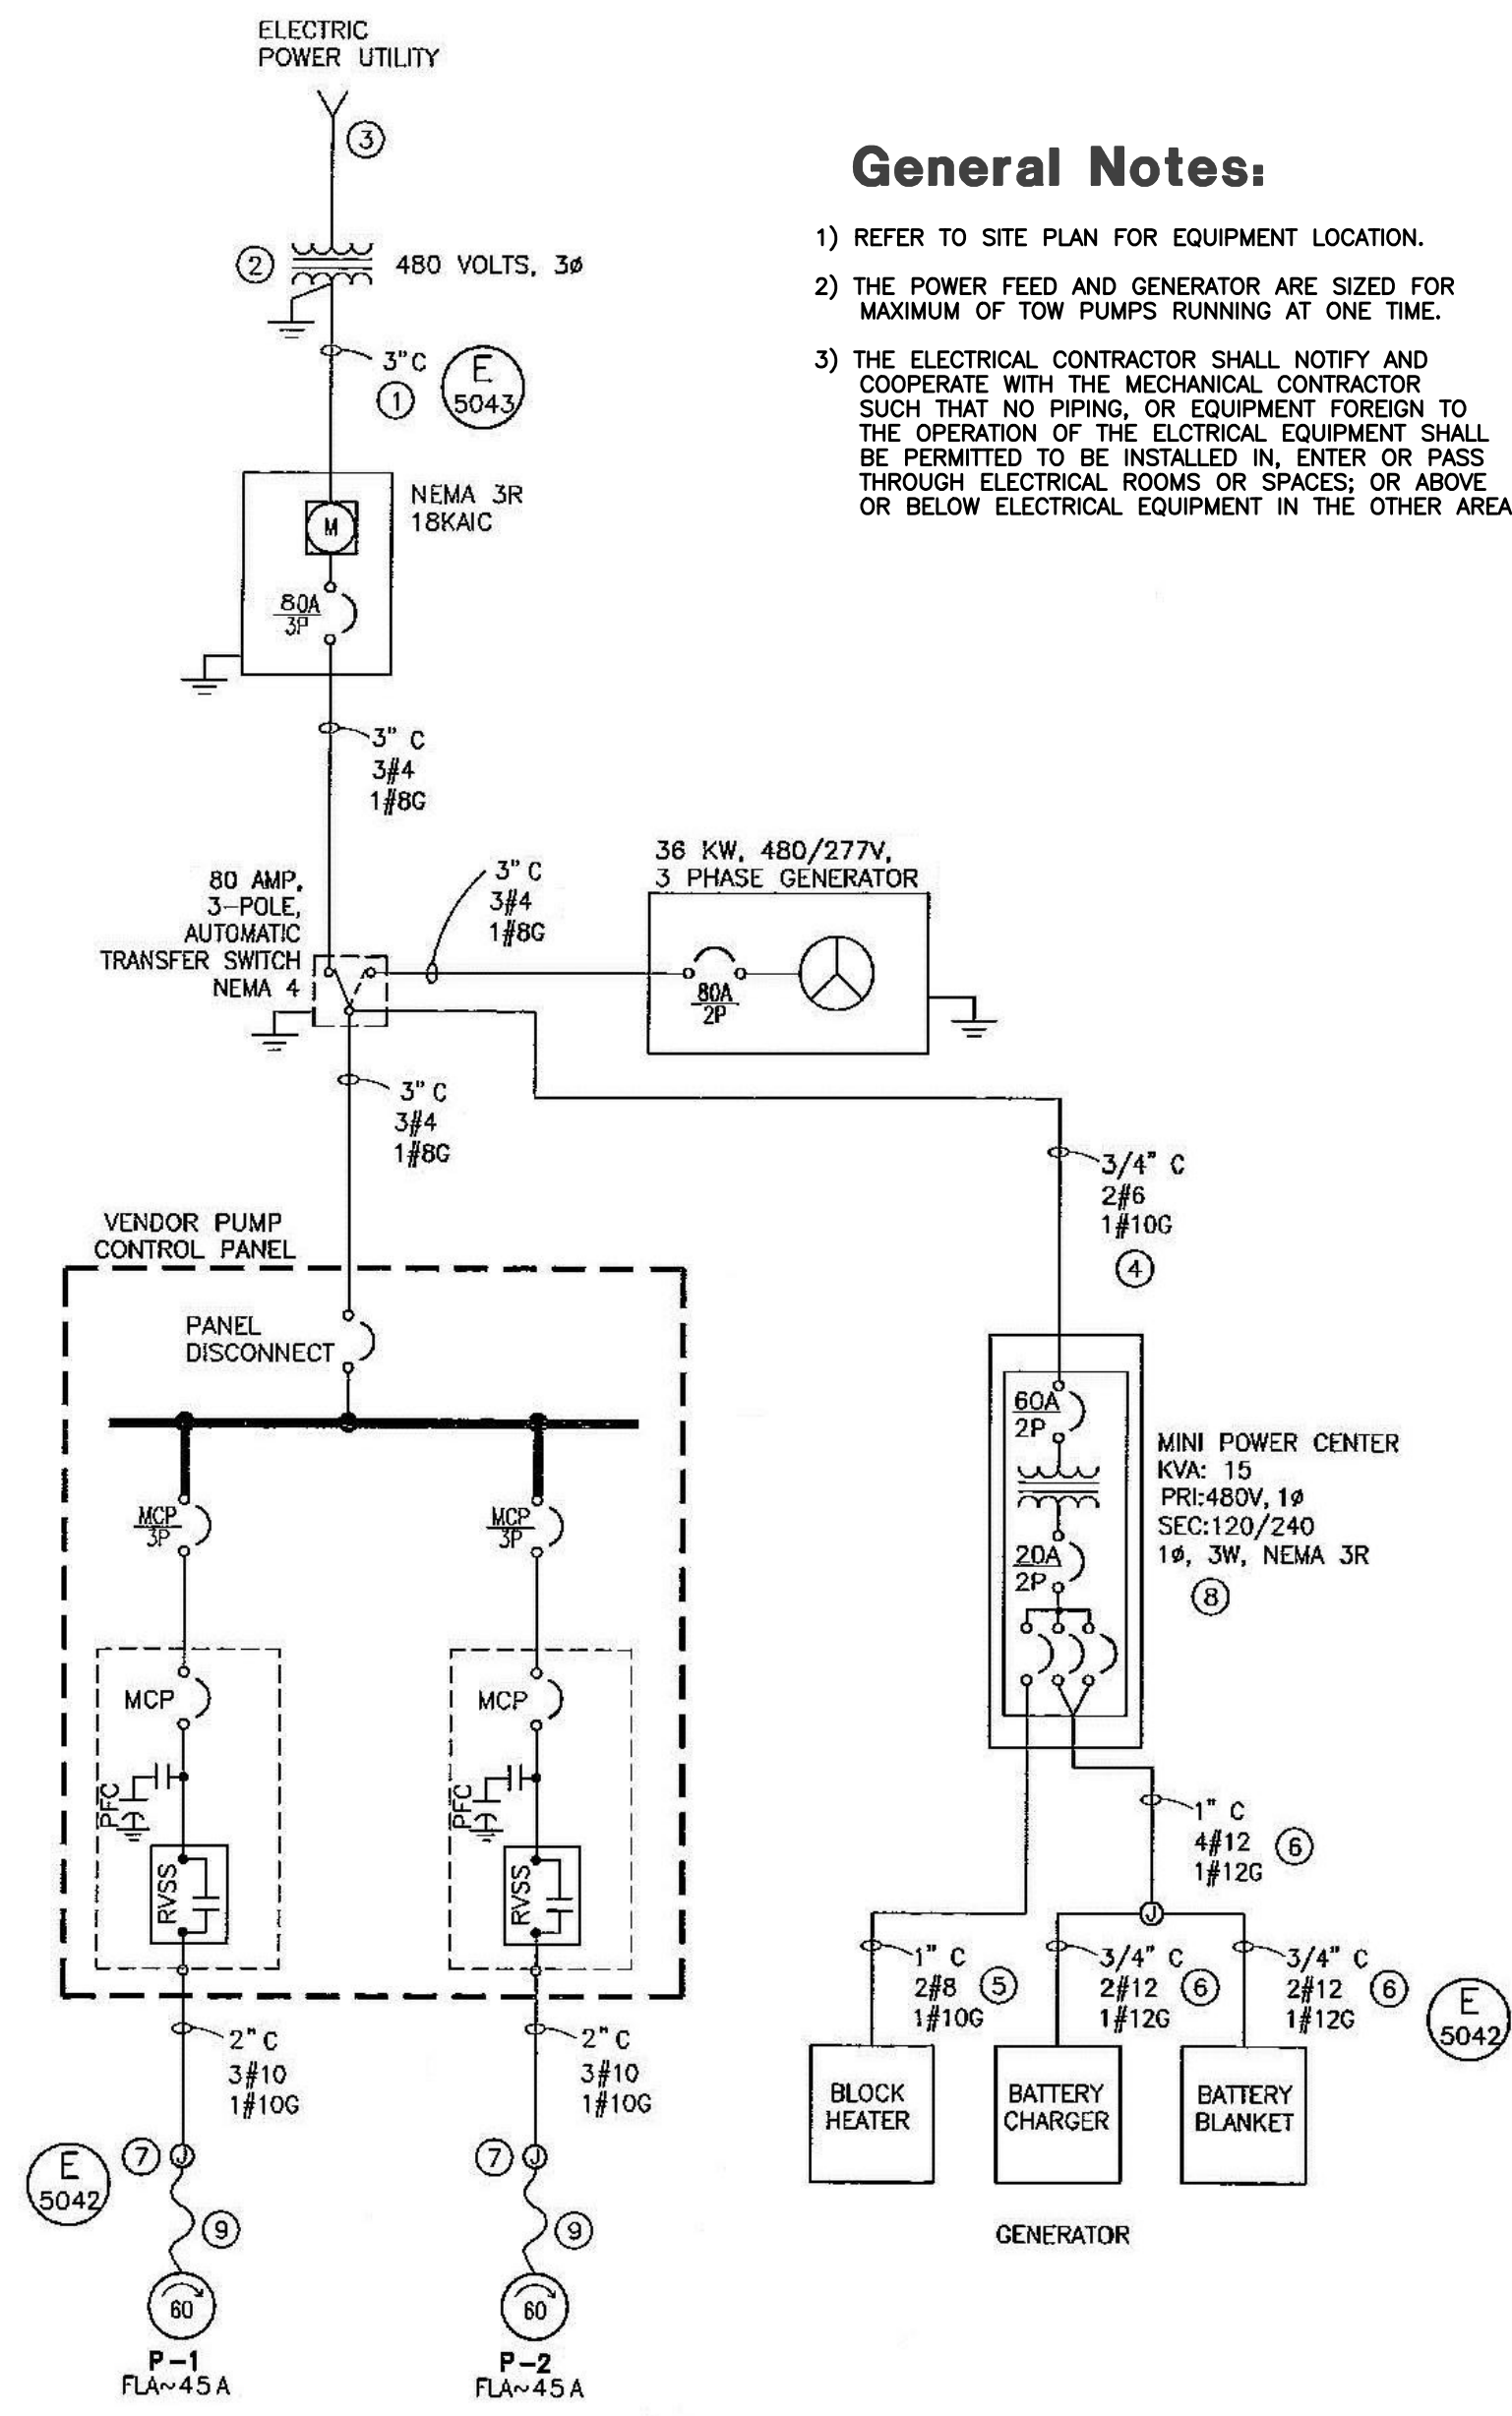 ELECTRIC
POWER UTILITY
3
General Notes:
1) REFER TO SITE PLAN FOR EQUIPMENT LOCATION.
2) THE POWER FEED AND GENERATOR ARE SIZED FOR
MAXIMUM OF TOW PUMPS RUNNING AT ONE TIME.
3) THE ELECTRICAL CONTRACTOR SHALL NOTIFY AND
COOPERATE WITH THE MECHANICAL CONTRACTOR
SUCH THAT NO PIPING, OR EQUIPMENT FOREIGN TO
THE OPERATION OF THE ELCTRICAL EQUIPMENT SHALL
BE PERMITTED TO BE INSTALLED IN, ENTER OR PASS
THROUGH ELECTRICAL ROOMS OR SPACES; OR ABOVE
OR BELOW ELECTRICAL EQUIPMENT IN THE OTHER AREA
2
480 VOLTS, 3ø
3"C
1
E
5043
NEMA 3R
18KAIC
M
80A
3P
3" C
3#4
1#8G
80 AMP,
3-POLE,
AUTOMATIC
TRANSFER SWITCH
NEMA 4
3" C
3#4
1#8G
36 KW, 480/277V,
3 PHASE GENERATOR
80A
2P
3" C
3#4
1#8G
3/4" C
2#6
1#10G
4
VENDOR PUMP
CONTROL PANEL
PANEL
DISCONNECT
MCP
3P
MCP
3P
MCP
MCP
PFC
PFC
RVSS
RVSS
2" C
3#10
1#10G
2" C
3#10
1#10G
E
5042
7
J
7
J
9
9
60
60
P-1
FLA~45A
P-2
FLA~45A
60A
2P
20A
2P
MINI POWER CENTER
KVA: 15
PRI:480V, 1ø
SEC:120/240
1ø, 3W, NEMA 3R
8
1" C
4#12
1#12G
6
J
1" C
2#8
1#10G
5
3/4" C
2#12
1#12G
6
3/4" C
2#12
1#12G
6
E
5042
BLOCK
HEATER
BATTERY
CHARGER
BATTERY
BLANKET
GENERATOR